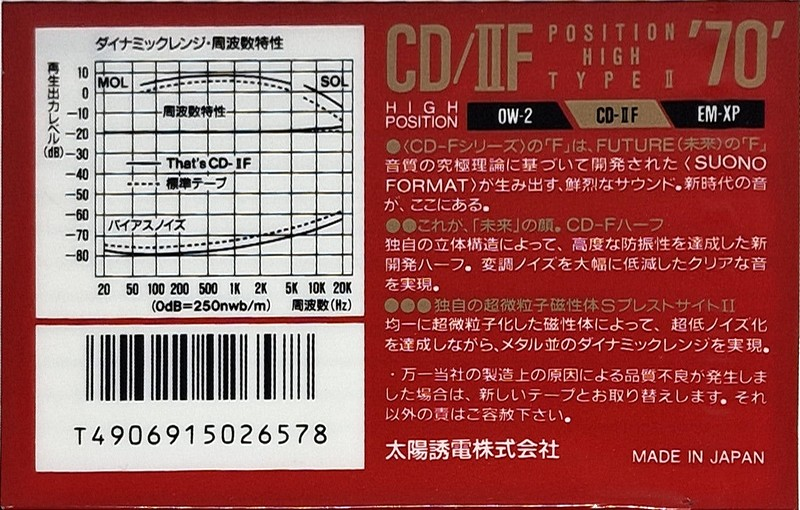 ダイナミックレンジ・周波数特性
再生出力レベル(dB)
10
0
-10
-20
-30
-40
-50
-60
-70
-80
MOL
SOL
周波数特性
That's CD-IIF
標準テープ
バイアスノイズ
20 50 100 200 500 1K 2K 5K 10K 20K
(0dB=250nwb/m) 周波数(Hz)
T4906915026578
CD/IIF POSITION HIGH TYPE II '70'
HIGH POSITION OW-2 CD-IIF EM-XP
●〈CD-Fシリーズ〉の「F」は、FUTURE(未来)の「F」
音質の究極理論に基づいて開発された〈SUONO
FORMAT〉が生み出す、鮮烈なサウンド。新時代の音
が、ここにある。
●●これが、「未来」の顔。CD-Fハーフ
独自の立体構造によって、高度な防振性を達成した新
開発ハーフ。変調ノイズを大幅に低減したクリアな音
を実現。
●●●独自の超微粒子磁性体SブレストサイトII
均一に超微粒子化した磁性体によって、超低ノイズ化
を達成しながら、メタル並のダイナミックレンジを実現。
・万一当社の製造上の原因による品質不良が発生しま
した場合は、新しいテープとお取り替えします。それ
以外の責はご容赦下さい。
太陽誘電株式会社
MADE IN JAPAN